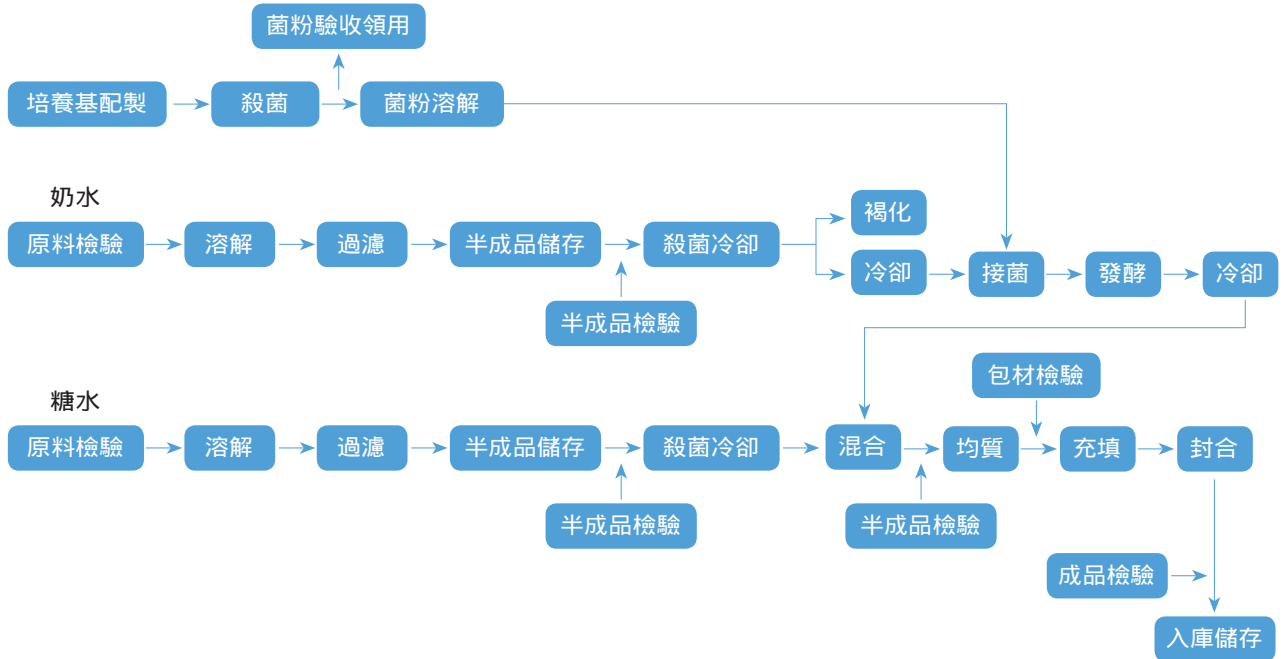 菌粉驗收領用
培養基配製
殺菌
菌粉溶解
奶水
原料檢驗
溶解
過濾
半成品儲存
殺菌冷卻
褐化
冷卻
接菌
發酵
冷卻
半成品檢驗
包材檢驗
糖水
原料檢驗
溶解
過濾
半成品儲存
殺菌冷卻
混合
均質
充填
封合
半成品檢驗
半成品檢驗
成品檢驗
入庫儲存